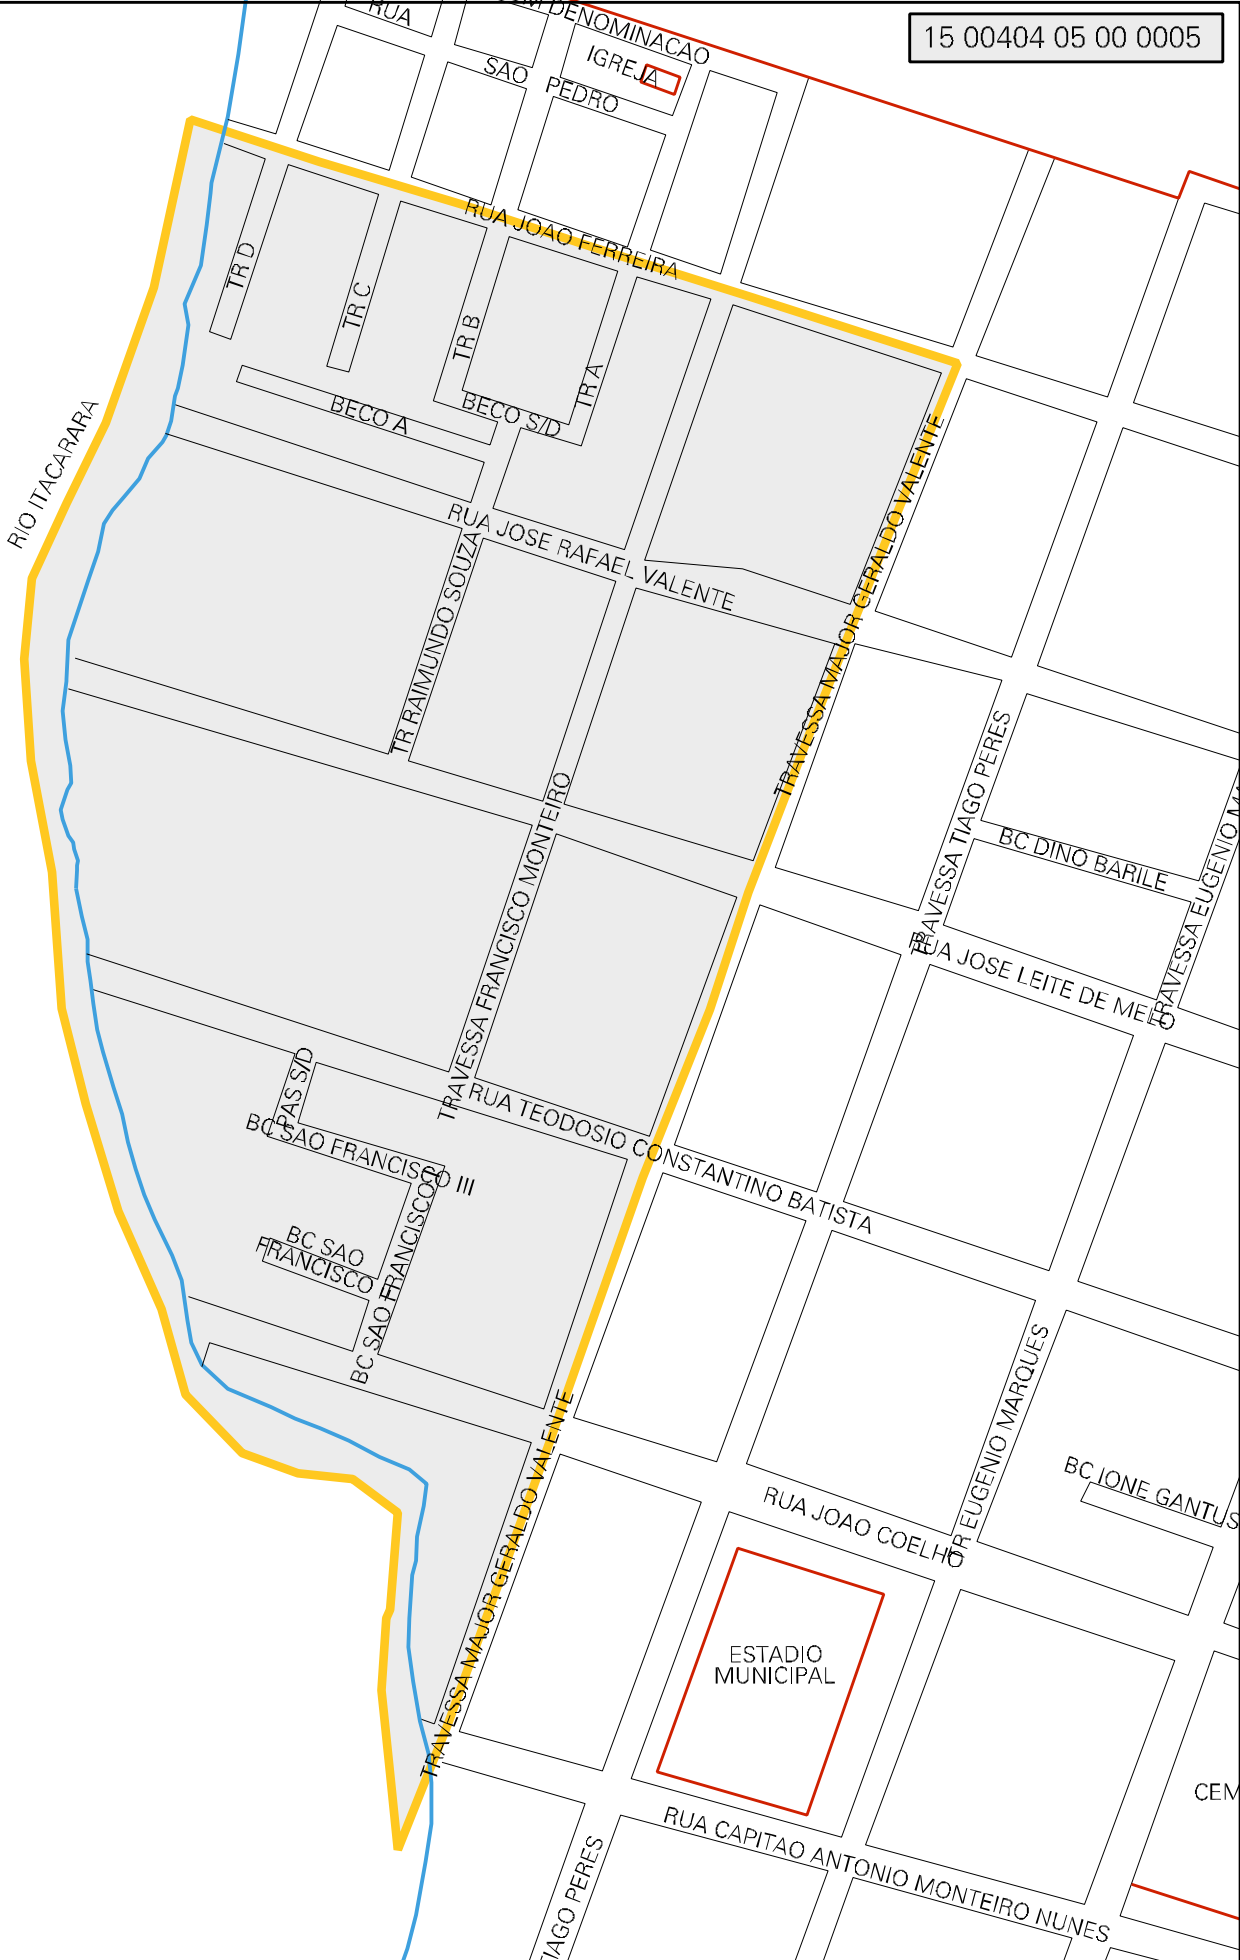 15 00404 05 00 0005
RUA
DENOMINACAO
IGREJA
SAO PEDRO
RUA JOAO FERREIRA
TR D
TR C
TR B
TR A
BECO A
BECO S/D
RIO ITACARARA
RUA JOSE RAFAEL VALENTE
TR RAIMUNDO SOUZA
TRAVESSA MAJOR GERALDO VALENTE
TRAVESSA TIAGO PERES
BC DINO BARILE
TRAVESSA EUGENIO MA
TRAVESSA FRANCISCO MONTEIRO
RUA JOSE LEITE DE MELO
PAS S/D
RUA TEODOSIO CONSTANTINO BATISTA
BC SAO FRANCISCO III
BC SAO
FRANCISCO I
BC SAO FRANCISCO
TR EUGENIO MARQUES
TRAVESSA MAJOR GERALDO VALENTE
BC IONE GANTUS
RUA JOAO COELHO
ESTADIO
MUNICIPAL
CEM
RUA CAPITAO ANTONIO MONTEIRO NUNES
IAGO PERES